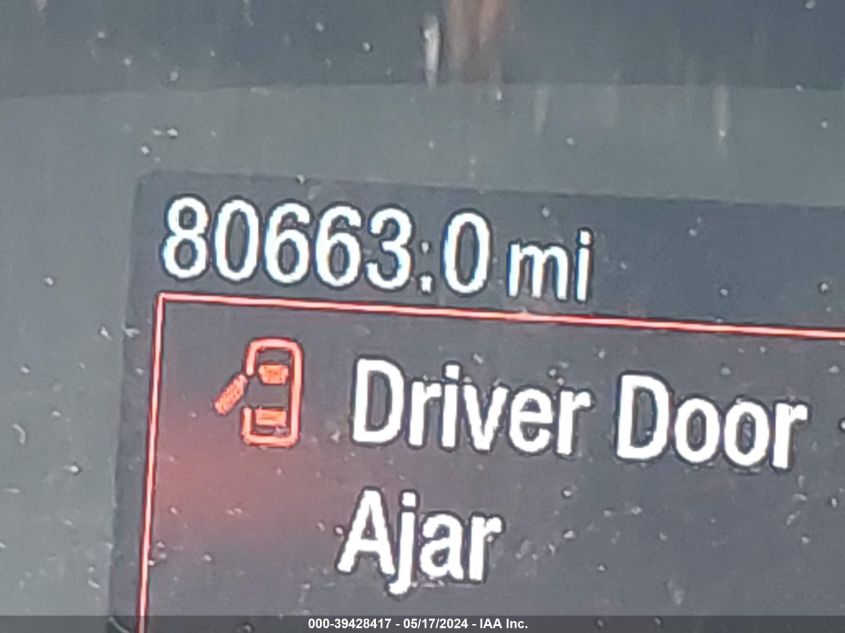 80663.0 mi
Driver Door
Ajar
000-39428417 - 05/17/2024 - IAA Inc.